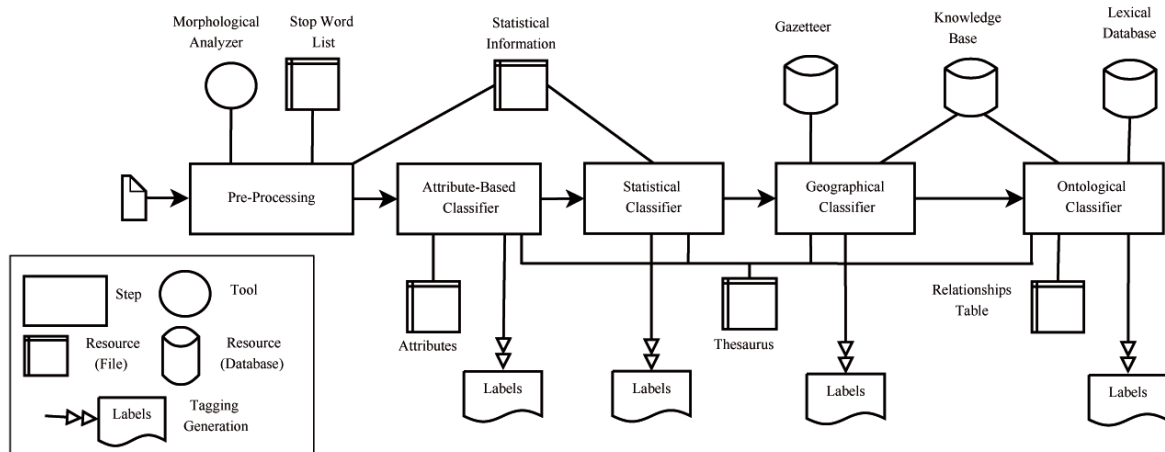 Morphological
Analyzer
Stop Word
List
Statistical
Information
Gazetteer
Knowledge
Base
Lexical
Database
Pre-Processing
Attribute-Based
Classifier
Statistical
Classifier
Geographical
Classifier
Ontological
Classifier
Attributes
Thesaurus
Relationships
Table
Labels
Labels
Labels
Labels
Step
Tool
Resource
(File)
Resource
(Database)
Labels
Tagging
Generation